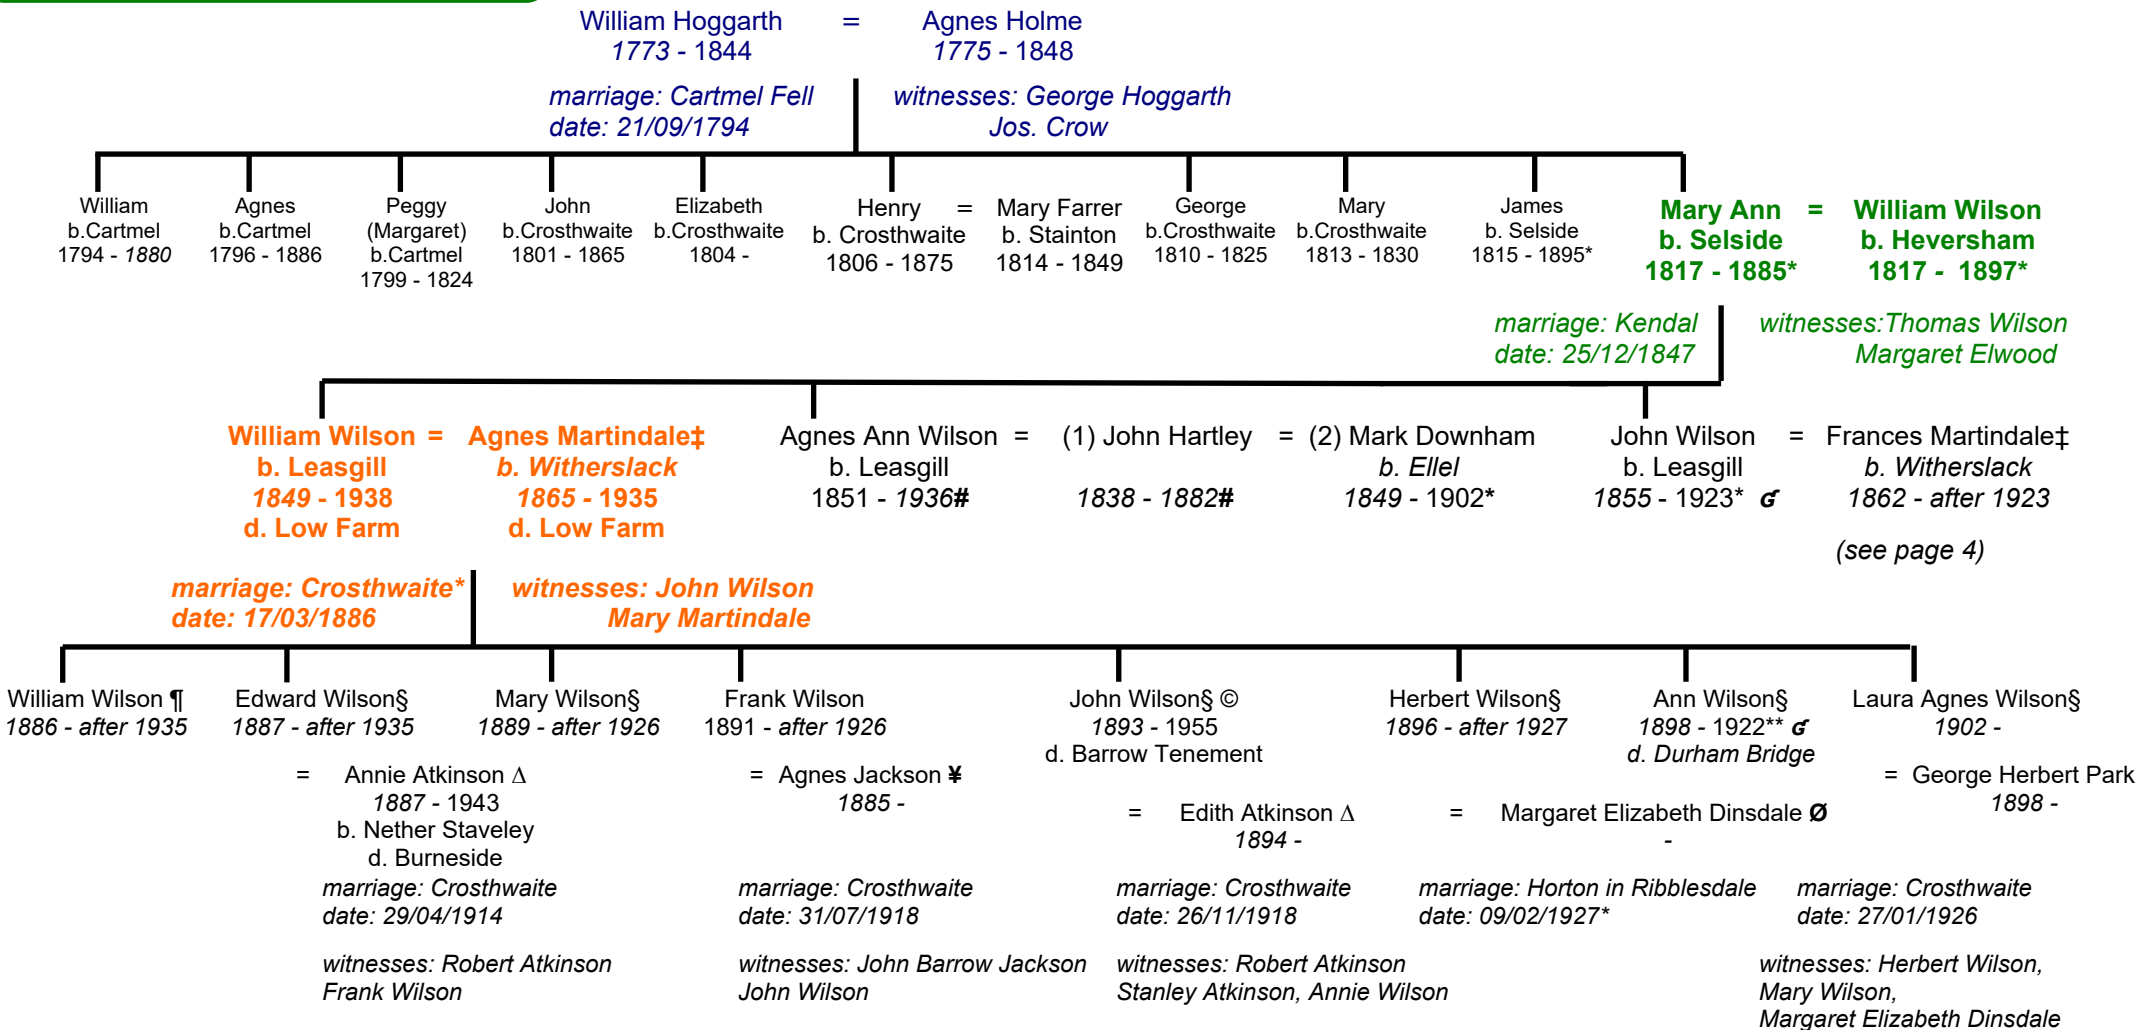 William Hoggarth = Agnes Holme
1773 - 1844 1775 - 1848
marriage: Cartmel Fell witnesses: George Hoggarth
date: 21/09/1794 Jos. Crow
William
b.Cartmel
1794 - 1880
Agnes
b.Cartmel
1796 - 1886
Peggy
(Margaret)
b.Cartmel
1799 - 1824
John
b.Crosthwaite
1801 - 1865
Elizabeth
b.Crosthwaite
1804 -
Henry = Mary Farrer
b. Crosthwaite b. Stainton
1806 - 1875 1814 - 1849
George
b.Crosthwaite
1810 - 1825
Mary
b.Crosthwaite
1813 - 1830
James
b. Selside
1815 - 1895*
Mary Ann = William Wilson
b. Selside b. Heversham
1817 - 1885* 1817 - 1897*
marriage: Kendal witnesses:Thomas Wilson
date: 25/12/1847 Margaret Elwood
William Wilson = Agnes Martindale‡
b. Leasgill b. Witherslack
1849 - 1938 1865 - 1935
d. Low Farm d. Low Farm
Agnes Ann Wilson = (1) John Hartley = (2) Mark Downham
b. Leasgill b. Ellel
1851 - 1936# 1838 - 1882# 1849 - 1902*
John Wilson = Frances Martindale‡
b. Leasgill b. Witherslack
1855 - 1923* ɠ 1862 - after 1923
(see page 4)
marriage: Crosthwaite* witnesses: John Wilson
date: 17/03/1886 Mary Martindale
William Wilson ¶
1886 - after 1935
Edward Wilson§
1887 - after 1935
= Annie Atkinson ∆
1887 - 1943
b. Nether Staveley
d. Burneside
marriage: Crosthwaite
date: 29/04/1914
witnesses: Robert Atkinson
Frank Wilson
Mary Wilson§
1889 - after 1926
Frank Wilson
1891 - after 1926
= Agnes Jackson ¥
1885 -
marriage: Crosthwaite
date: 31/07/1918
witnesses: John Barrow Jackson
John Wilson
John Wilson§ ©
1893 - 1955
d. Barrow Tenement
= Edith Atkinson ∆
1894 -
marriage: Crosthwaite
date: 26/11/1918
witnesses: Robert Atkinson
Stanley Atkinson, Annie Wilson
Herbert Wilson§
1896 - after 1927
= Margaret Elizabeth Dinsdale Ø
-
marriage: Horton in Ribblesdale
date: 09/02/1927*
Ann Wilson§
1898 - 1922** ɠ
d. Durham Bridge
Laura Agnes Wilson§
1902 -
= George Herbert Park
1898 -
marriage: Crosthwaite
date: 27/01/1926
witnesses: Herbert Wilson,
Mary Wilson,
Margaret Elizabeth Dinsdale